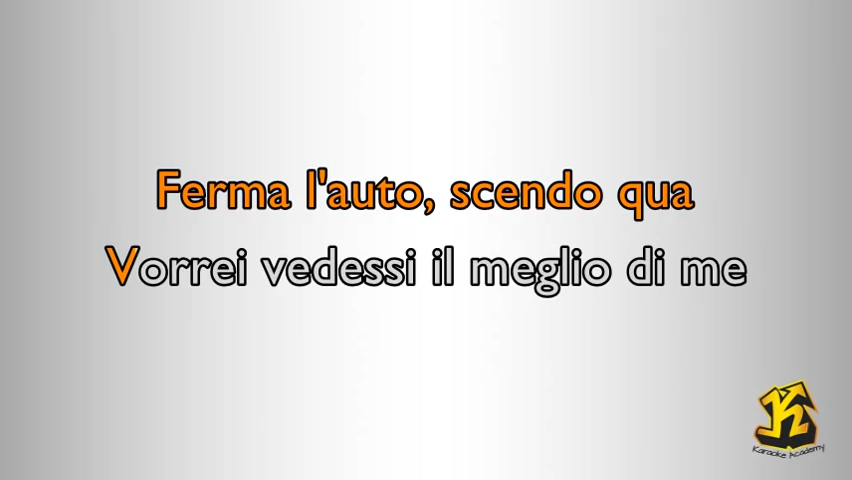 Ferma l'auto, scendo qua
Vorrei vedessi il meglio di me
K
Karaoke Academy